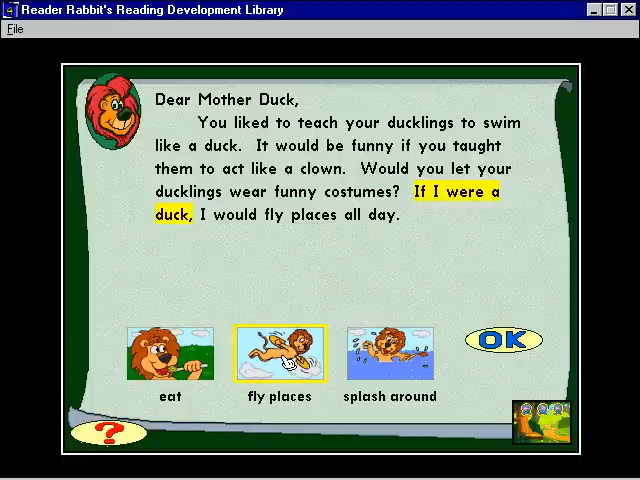 Reader Rabbit's Reading Development Library
File
Dear Mother Duck,
You liked to teach your ducklings to swim
like a duck. It would be funny if you taught
them to act like a clown. Would you let your
ducklings wear funny costumes? If I were a
duck, I would fly places all day.
OK
eat fly places splash around
?